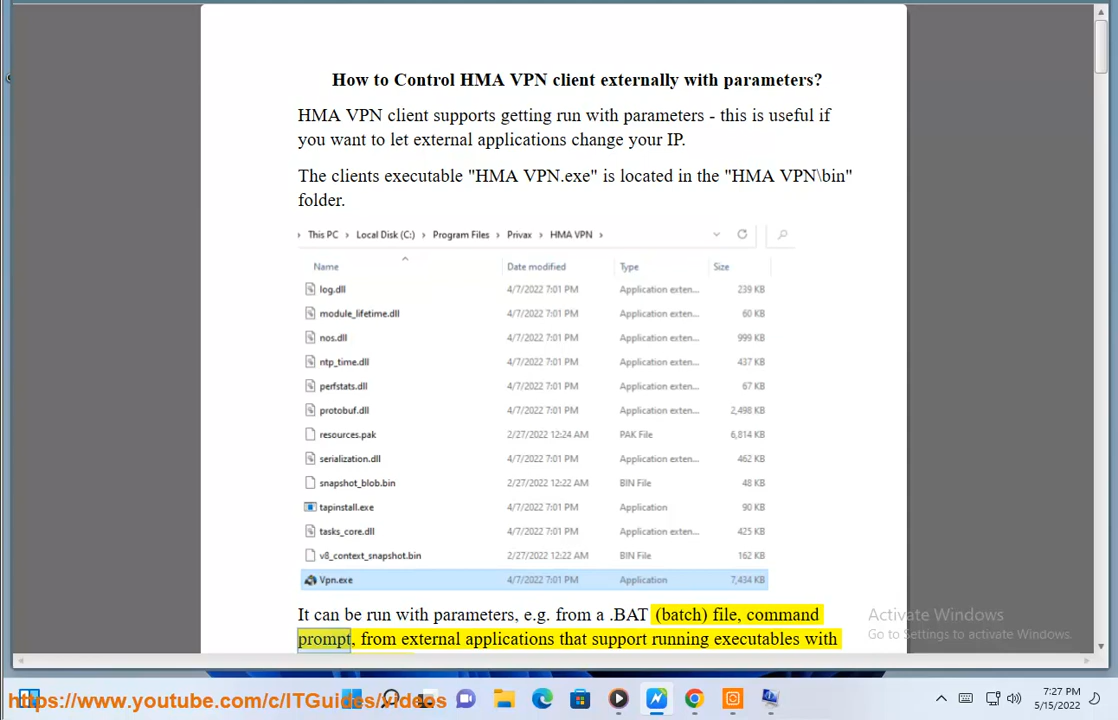 How to Control HMA VPN client externally with parameters?
HMA VPN client supports getting run with parameters - this is useful if
you want to let external applications change your IP.
The clients executable "HMA VPN.exe" is located in the "HMA VPN\bin"
folder.
› This PC › Local Disk (C:) › Program Files › Privax › HMA VPN ›
Name Date modified Type Size
log.dll 4/7/2022 7:01 PM Application exten... 239 KB
module_lifetime.dll 4/7/2022 7:01 PM Application exten... 60 KB
nos.dll 4/7/2022 7:01 PM Application exten... 999 KB
ntp_time.dll 4/7/2022 7:01 PM Application exten... 437 KB
perfstats.dll 4/7/2022 7:01 PM Application exten... 67 KB
protobuf.dll 4/7/2022 7:01 PM Application exten... 2,498 KB
resources.pak 2/27/2022 12:24 AM PAK File 6,814 KB
serialization.dll 4/7/2022 7:01 PM Application exten... 462 KB
snapshot_blob.bin 2/27/2022 12:22 AM BIN File 48 KB
tapinstall.exe 4/7/2022 7:01 PM Application 90 KB
tasks_core.dll 4/7/2022 7:01 PM Application exten... 425 KB
v8_context_snapshot.bin 2/27/2022 12:22 AM BIN File 162 KB
Vpn.exe 4/7/2022 7:01 PM Application 7,434 KB
It can be run with parameters, e.g. from a .BAT (batch) file, command
prompt, from external applications that support running executables with
Activate Windows
Go to Settings to activate Windows.
https://www.youtube.com/c/ITGuides/videos
7:27 PM
5/15/2022